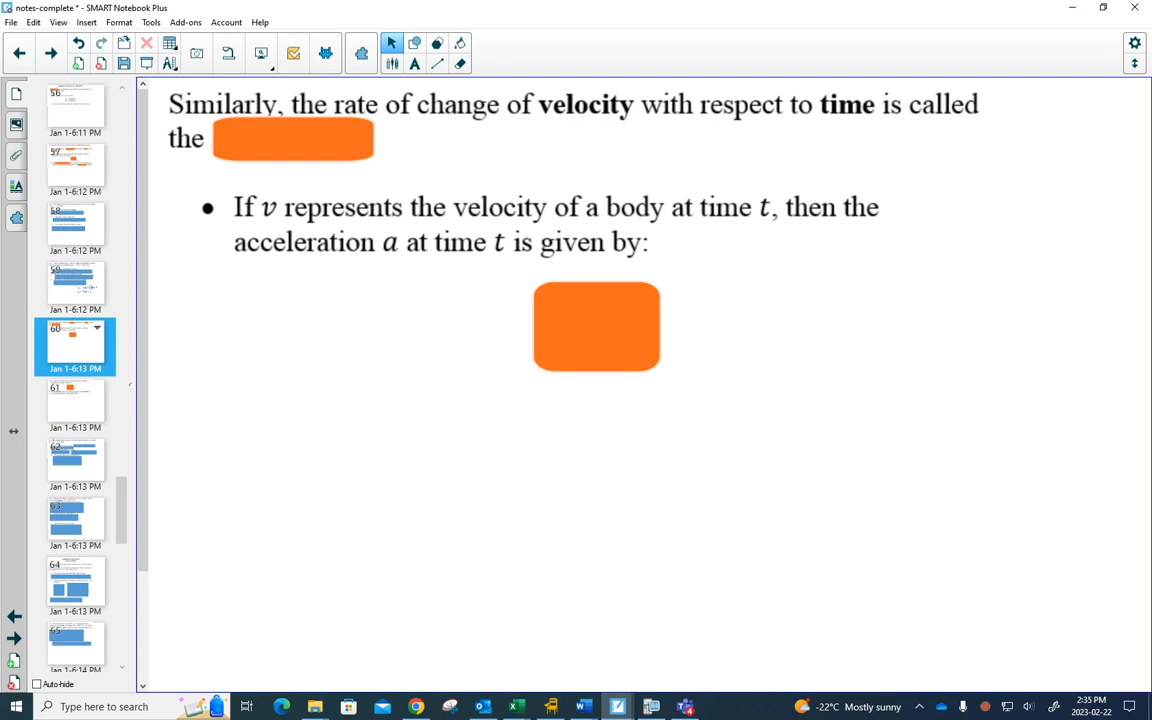 notes-complete * - SMART Notebook Plus
File Edit View Insert Format Tools Add-ons Account Help
Similarly, the rate of change of velocity with respect to time is called
the
• If v represents the velocity of a body at time t, then the
acceleration a at time t is given by:
56
Jan 1-6:11 PM
57
Jan 1-6:12 PM
58
Jan 1-6:12 PM
59
Jan 1-6:12 PM
60
Jan 1-6:13 PM
61
Jan 1-6:13 PM
62
Jan 1-6:13 PM
63
Jan 1-6:13 PM
64
Jan 1-6:13 PM
65
Jan 1-6:14 PM
Auto-hide
Type here to search
-22°C Mostly sunny
2:35 PM
2023-02-22